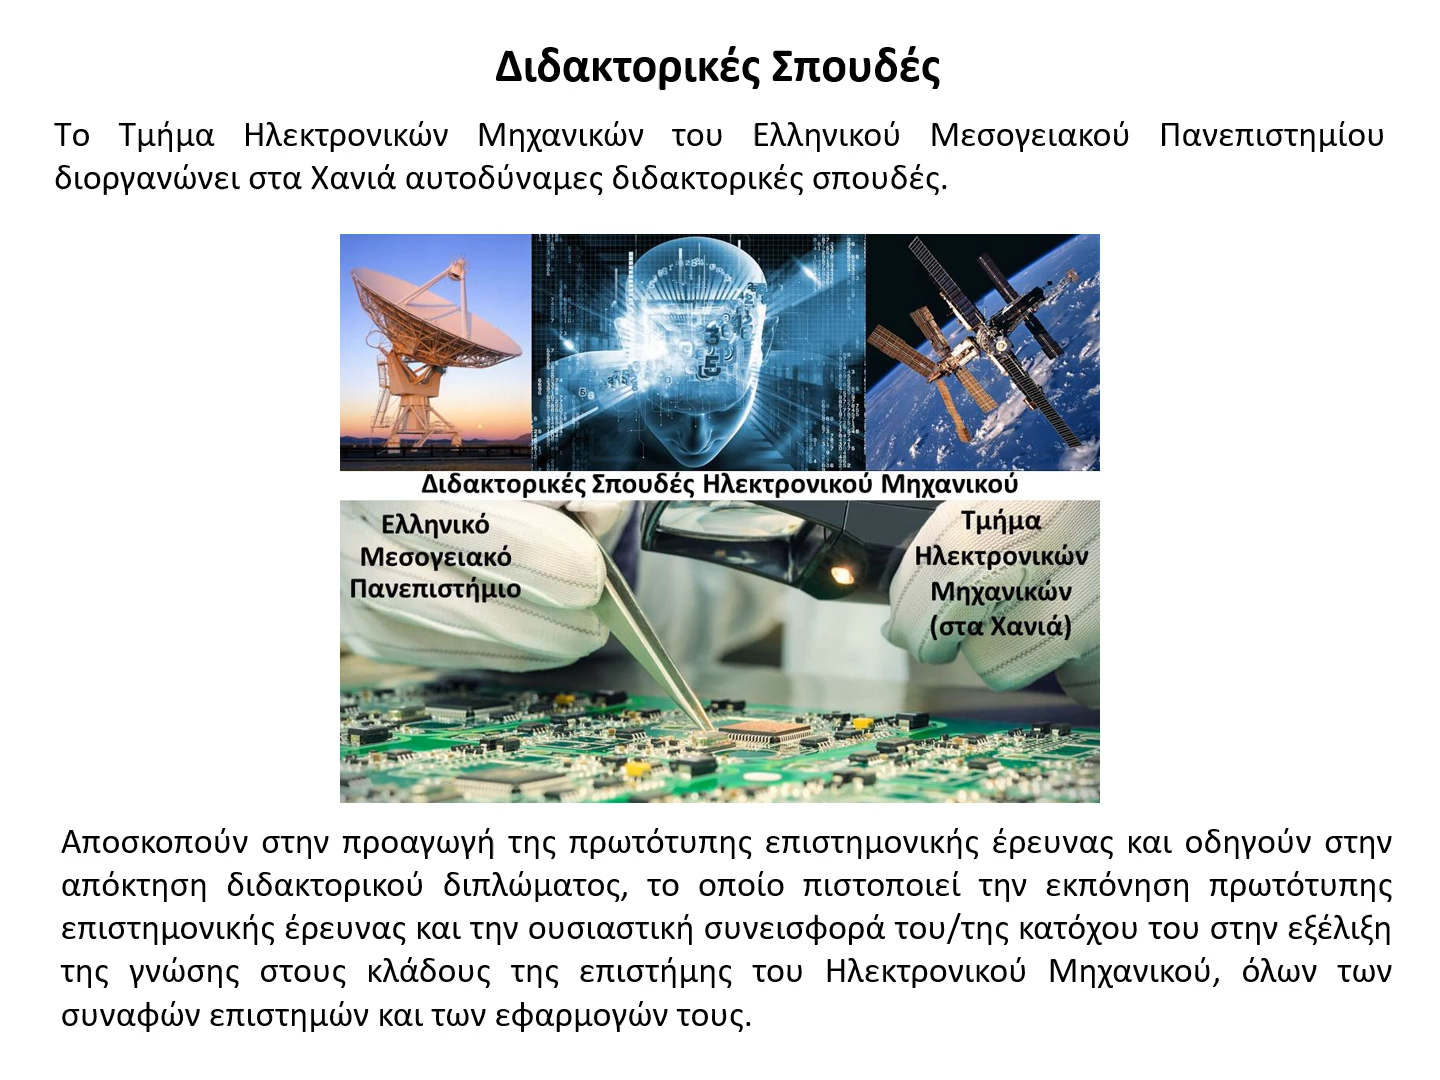 Διδακτορικές Σπουδές
Το Τμήμα Ηλεκτρονικών Μηχανικών του Ελληνικού Μεσογειακού Πανεπιστημίου
διοργανώνει στα Χανιά αυτοδύναμες διδακτορικές σπουδές.
Διδακτορικές Σπουδές Ηλεκτρονικού Μηχανικού
Ελληνικό
Μεσογειακό
Πανεπιστήμιο
Τμήμα
Ηλεκτρονικών
Μηχανικών
(στα Χανιά)
Αποσκοπούν στην προαγωγή της πρωτότυπης επιστημονικής έρευνας και οδηγούν στην
απόκτηση διδακτορικού διπλώματος, το οποίο πιστοποιεί την εκπόνηση πρωτότυπης
επιστημονικής έρευνας και την ουσιαστική συνεισφορά του/της κατόχου του στην εξέλιξη
της γνώσης στους κλάδους της επιστήμης του Ηλεκτρονικού Μηχανικού, όλων των
συναφών επιστημών και των εφαρμογών τους.